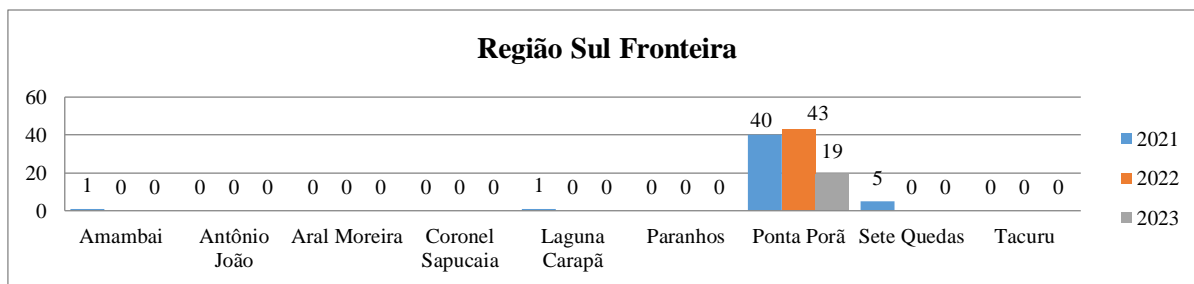 Região Sul Fronteira
60
40
20
0
1 0 0 0 0 0 0 0 0 0 0 0 1 0 0 0 0 0 40 43 19 5 0 0 0 0 0
Amambai Antônio João Aral Moreira Coronel Sapucaia Laguna Carapã Paranhos Ponta Porã Sete Quedas Tacuru
2021
2022
2023